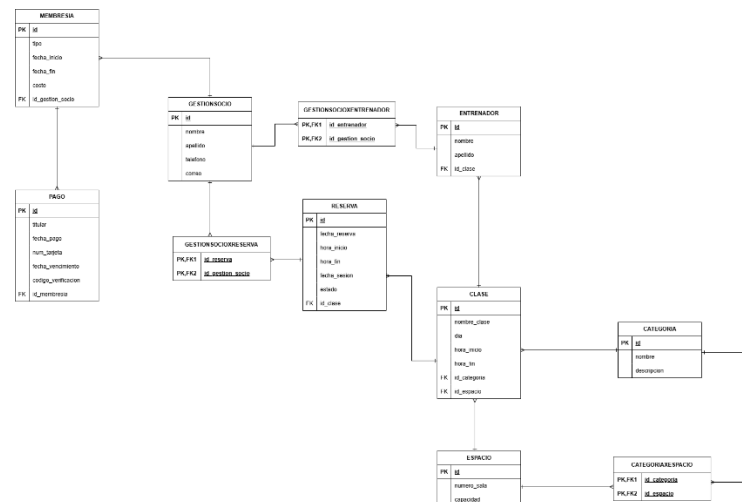 MEMBRESIA
PK id
tipo
fecha_inicio
fecha_fin
costo
FK id_gestion_socio
GESTIONSOCIO
PK id
nombre
apellido
telefono
correo
GESTIONSOCIOXENTRENADOR
PK,FK1 id_entrenador
PK,FK2 id_gestion_socio
ENTRENADOR
PK id
nombre
apellido
FK id_clase
PAGO
PK id
titular
fecha_pago
num_tarjeta
fecha_vencimiento
codigo_verificacion
FK id_membresia
GESTIONSOCIOXRESERVA
PK,FK1 id_reserva
PK,FK2 id_gestion_socio
RESERVA
PK id
fecha_reserva
hora_inicio
hora_fin
fecha_sesion
estado
FK id_clase
CLASE
PK id
nombre_clase
dia
hora_inicio
hora_fin
FK id_categoria
FK id_espacio
CATEGORIA
PK id
nombre
descripcion
ESPACIO
PK id
numero_sala
capacidad
CATEGORIAXESPACIO
PK,FK1 id_categoria
PK,FK2 id_espacio